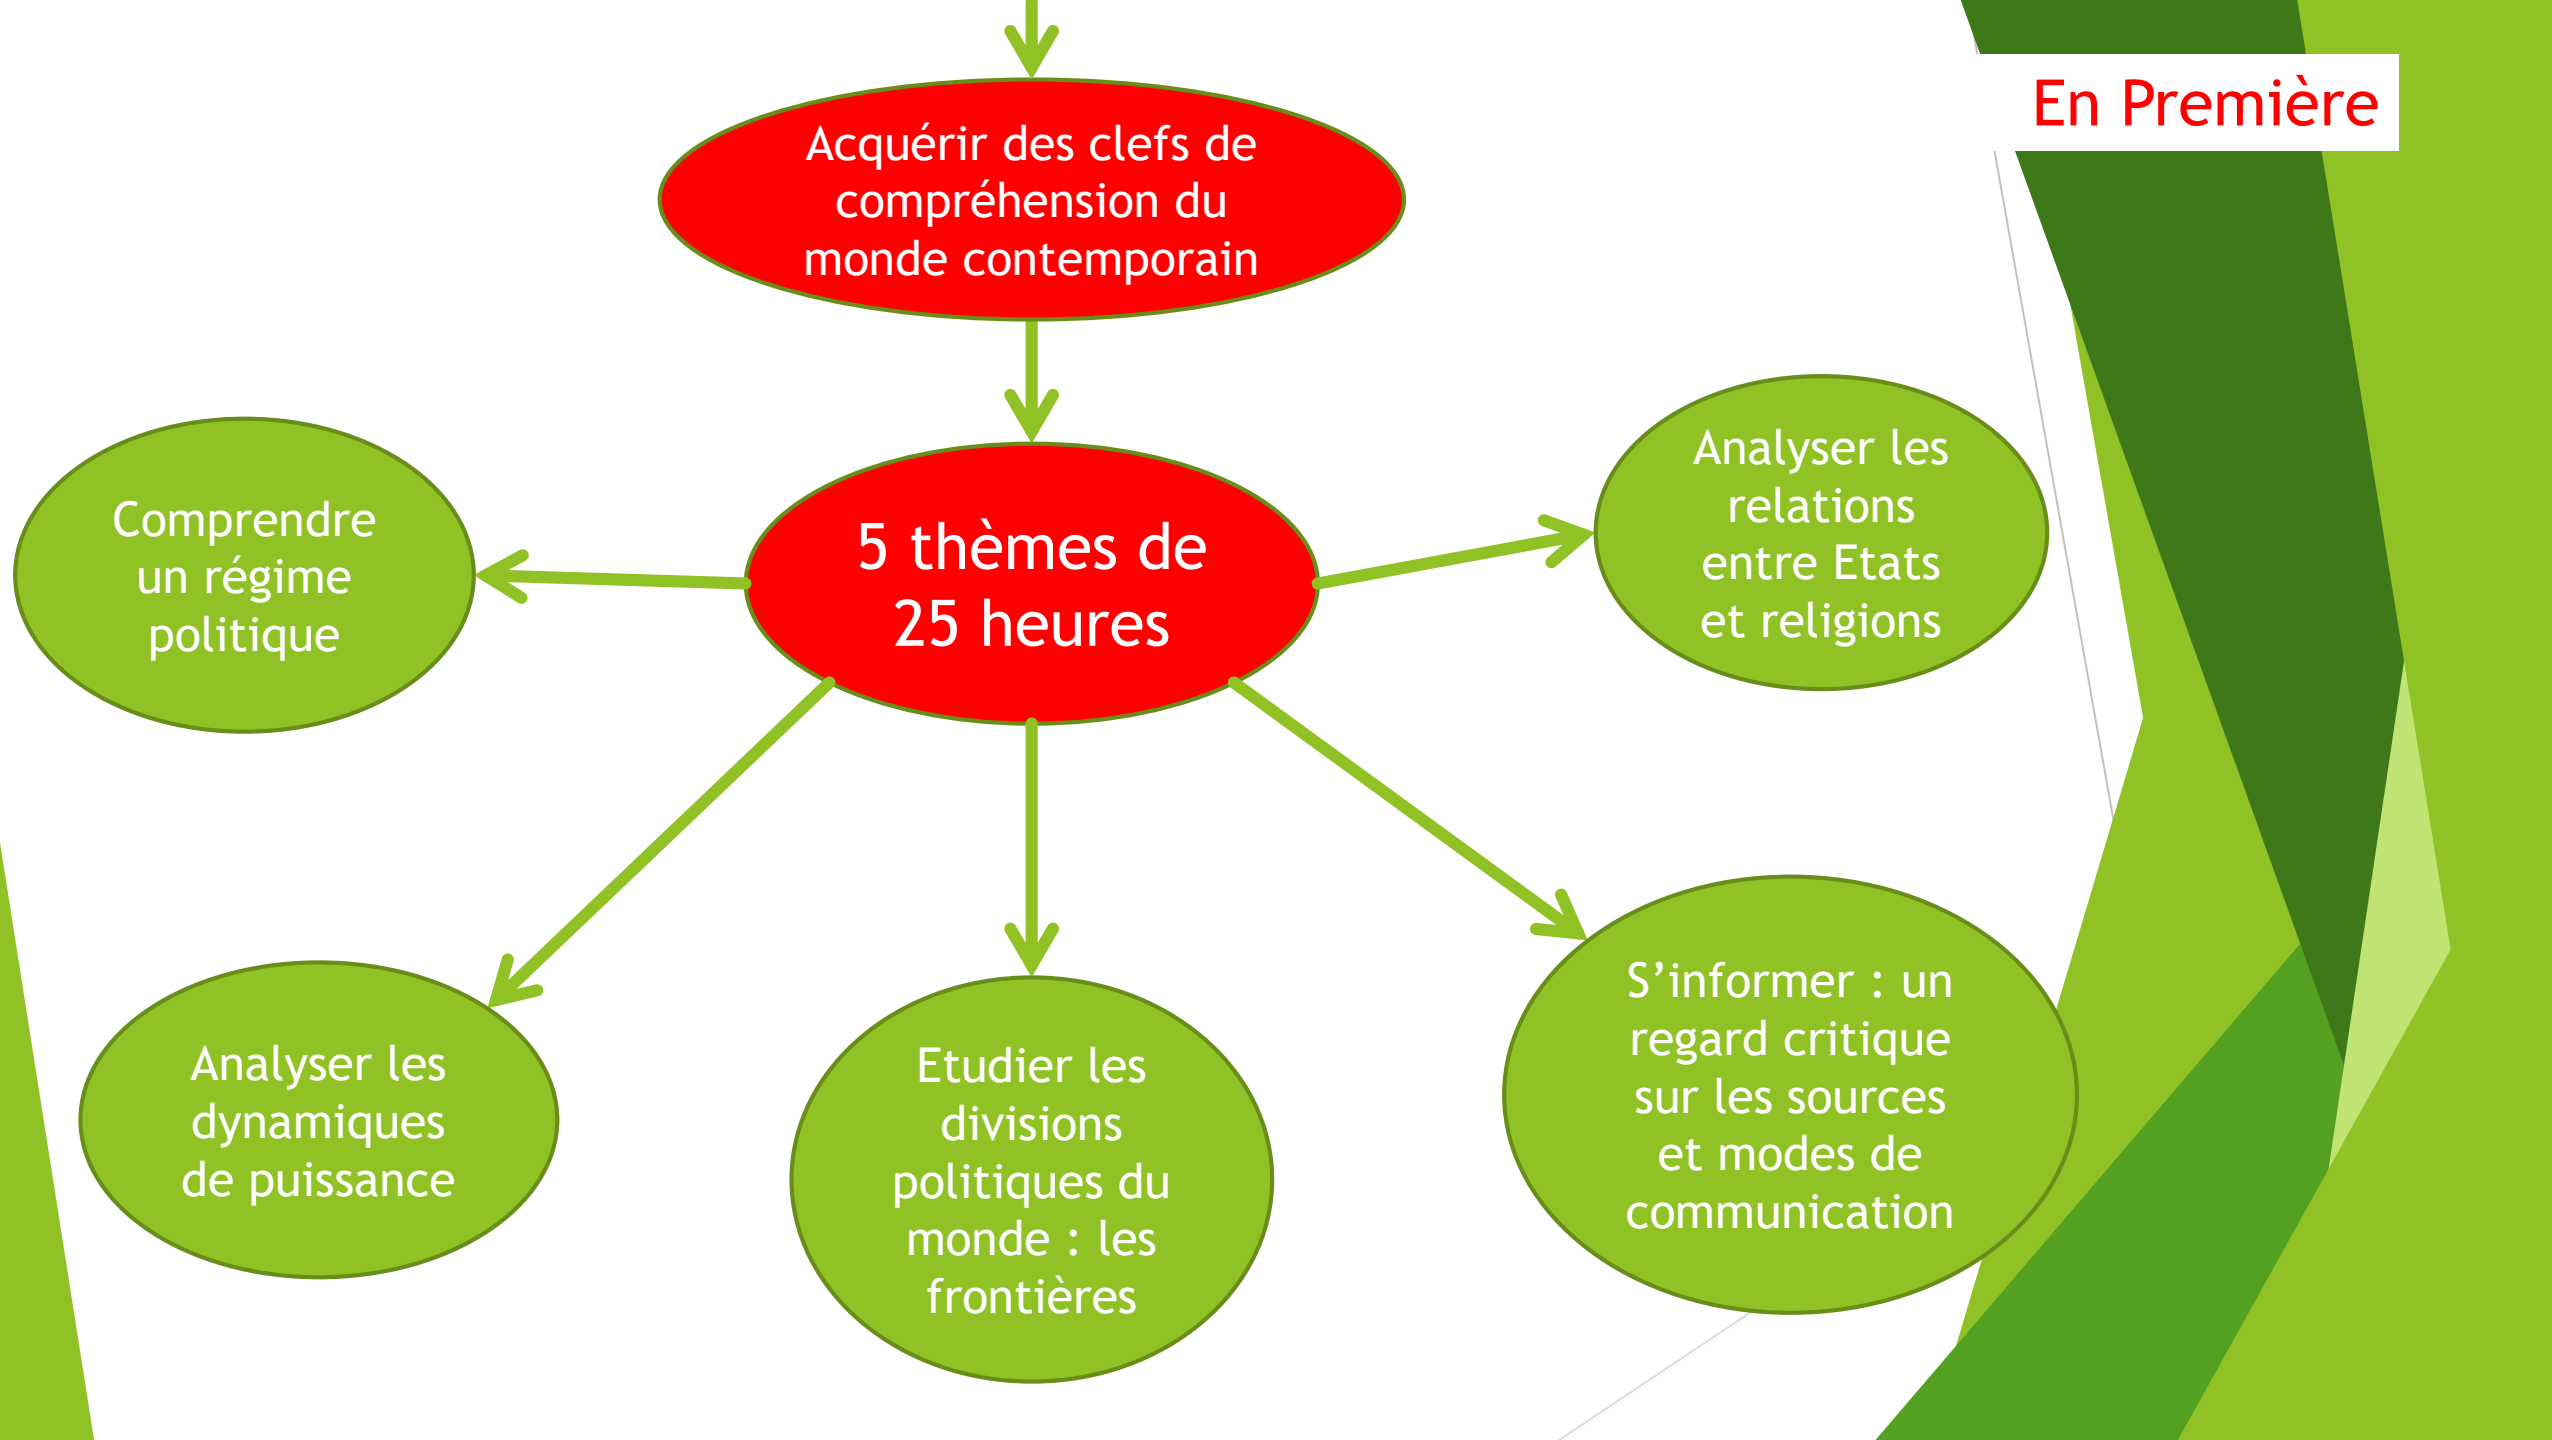 En Première
Acquérir des clefs de
compréhension du
monde contemporain
5 thèmes de
25 heures
Comprendre
un régime
politique
Analyser les
dynamiques
de puissance
Etudier les
divisions
politiques du
monde : les
frontières
S’informer : un
regard critique
sur les sources
et modes de
communication
Analyser les
relations
entre Etats
et religions